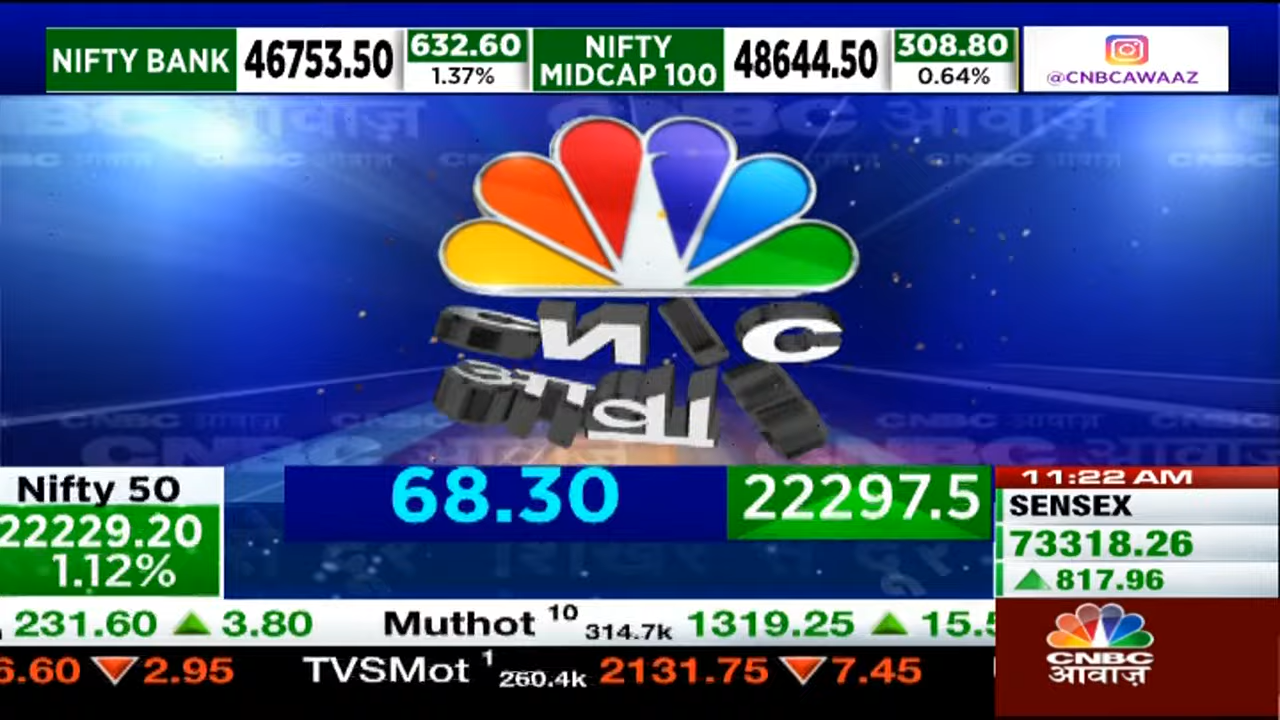 NIFTY BANK 46753.50 632.60 1.37% NIFTY MIDCAP 100 48644.50 308.80 0.64% @CNBCAWAAZ
Nifty 50 68.30 22297.5 11:22 AM
22229.20
1.12%
SENSEX
73318.26
▲ 817.96
231.60 ▲ 3.80 Muthot 10 314.7k 1319.25 ▲ 15.5
6.60 ▼ 2.95 TVSMot 1 260.4k 2131.75 ▼ 7.45
CNBC
आवाज़